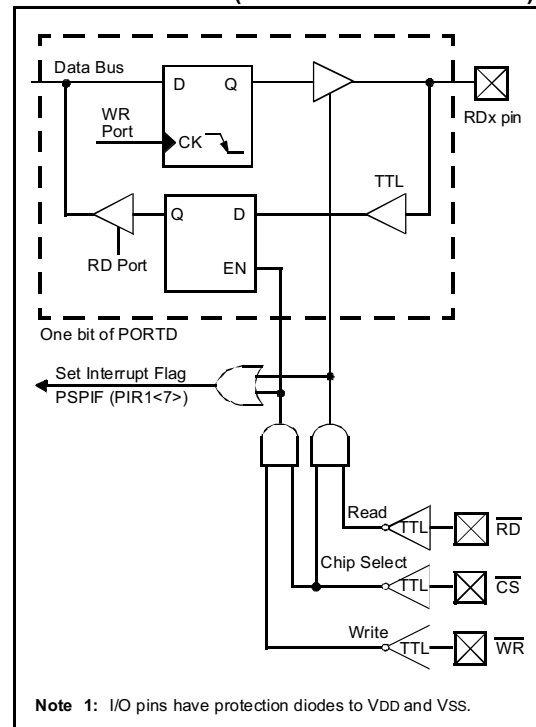 Data Bus
D Q
WR
Port
CK
RDx pin
TTL
Q D
RD Port
EN
One bit of PORTD
Set Interrupt Flag
PSPIF (PIR1<7>)
Read
TTL
RD
Chip Select
TTL
CS
Write
TTL
WR
Note 1: I/O pins have protection diodes to VDD and VSS.